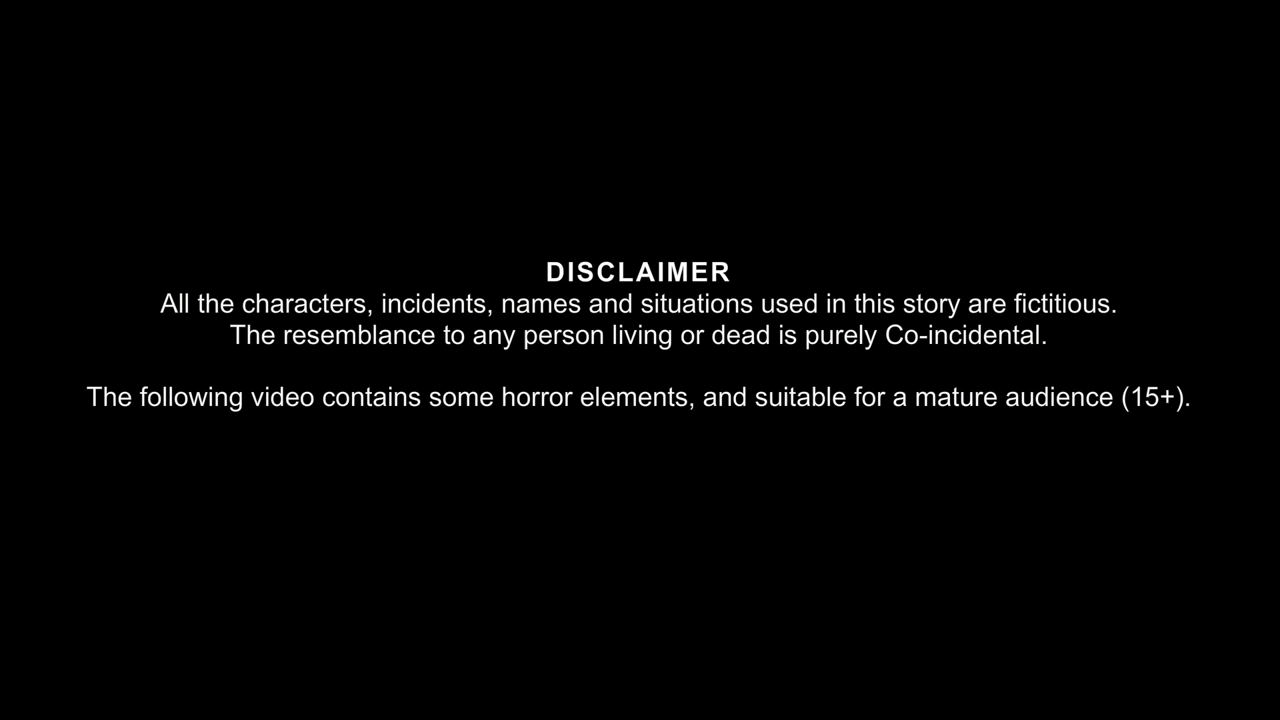 DISCLAIMER
All the characters, incidents, names and situations used in this story are fictitious.
The resemblance to any person living or dead is purely Co-incidental.
The following video contains some horror elements, and suitable for a mature audience (15+).